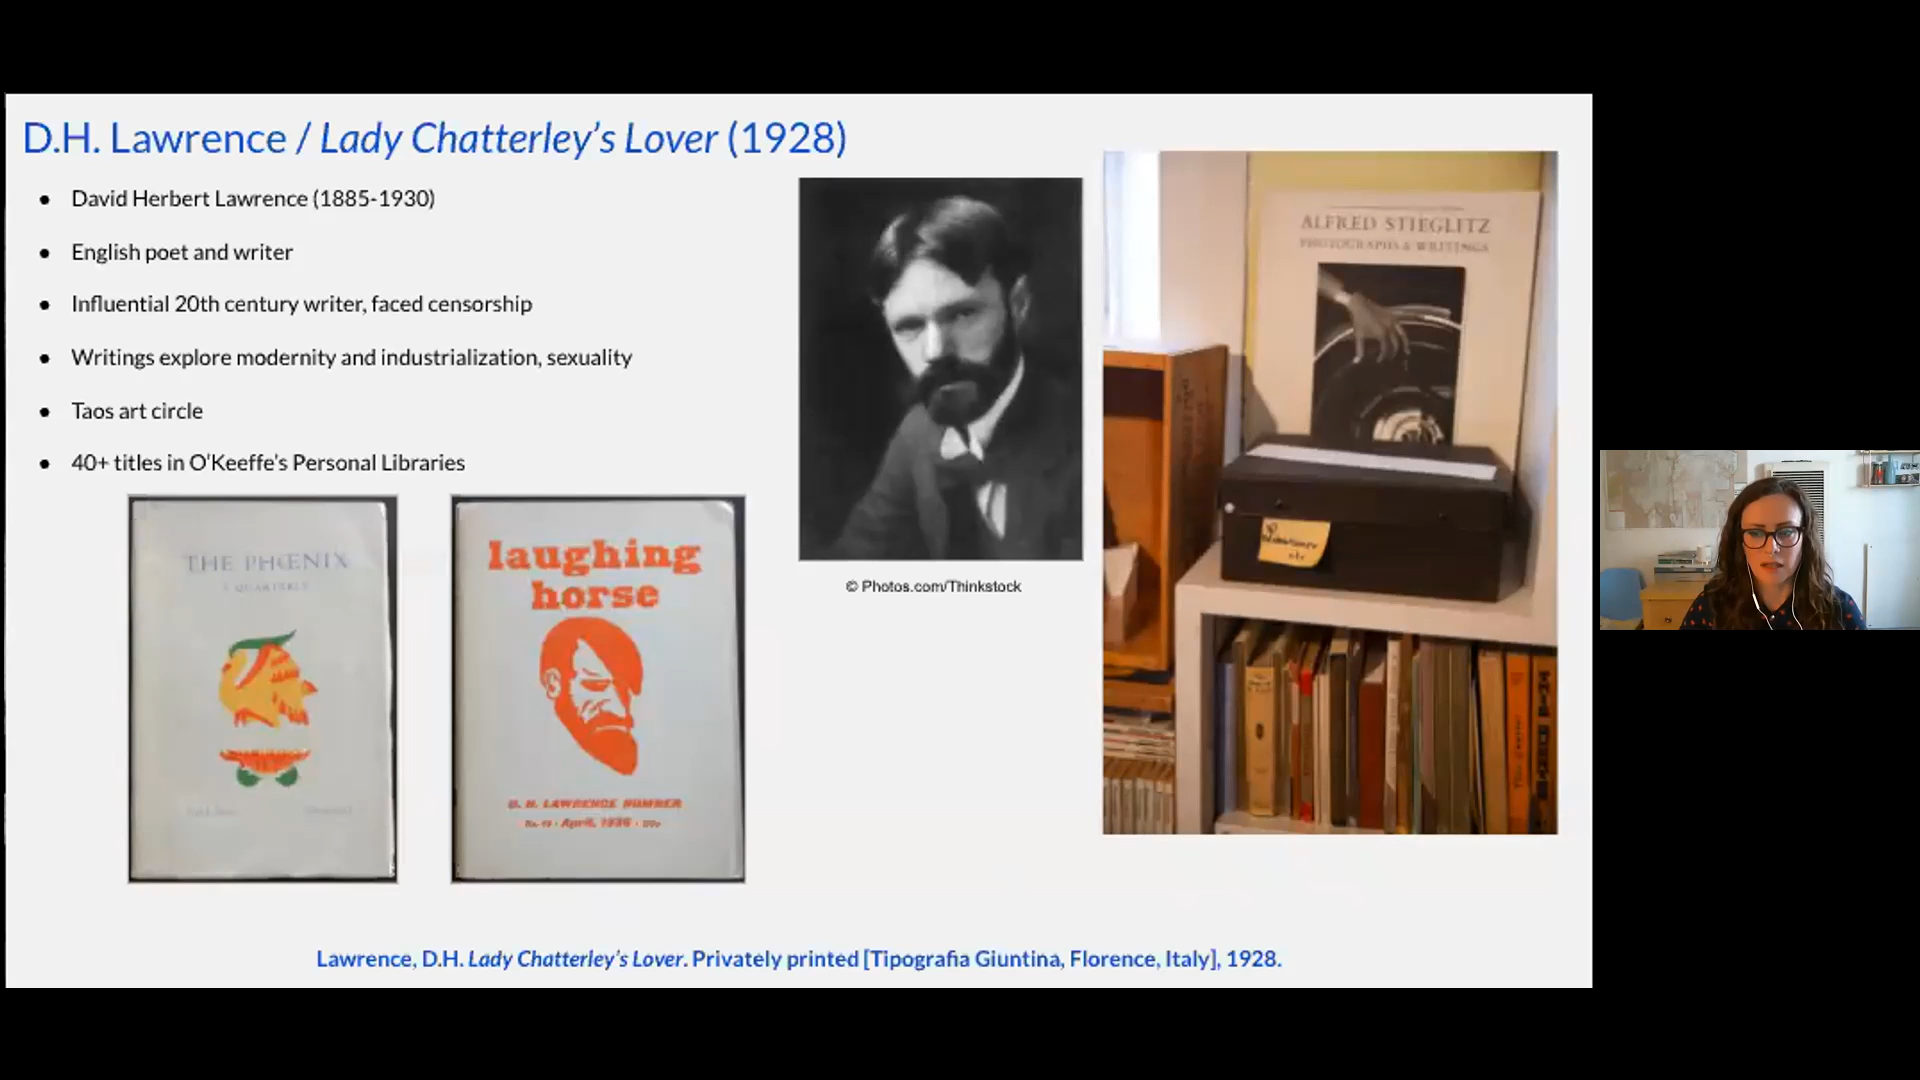 D.H. Lawrence / Lady Chatterley's Lover (1928)
● David Herbert Lawrence (1885-1930)
● English poet and writer
● Influential 20th century writer, faced censorship
● Writings explore modernity and industrialization, sexuality
● Taos art circle
● 40+ titles in O'Keeffe's Personal Libraries
THE PHŒNIX
A QUARTERLY
laughing
horse
D. H. LAWRENCE NUMBER
April, 1926
© Photos.com/Thinkstock
ALFRED STIEGLITZ
PHOTOGRAPHS & WRITINGS
Lawrence, D.H. Lady Chatterley's Lover. Privately printed [Tipografia Giuntina, Florence, Italy], 1928.